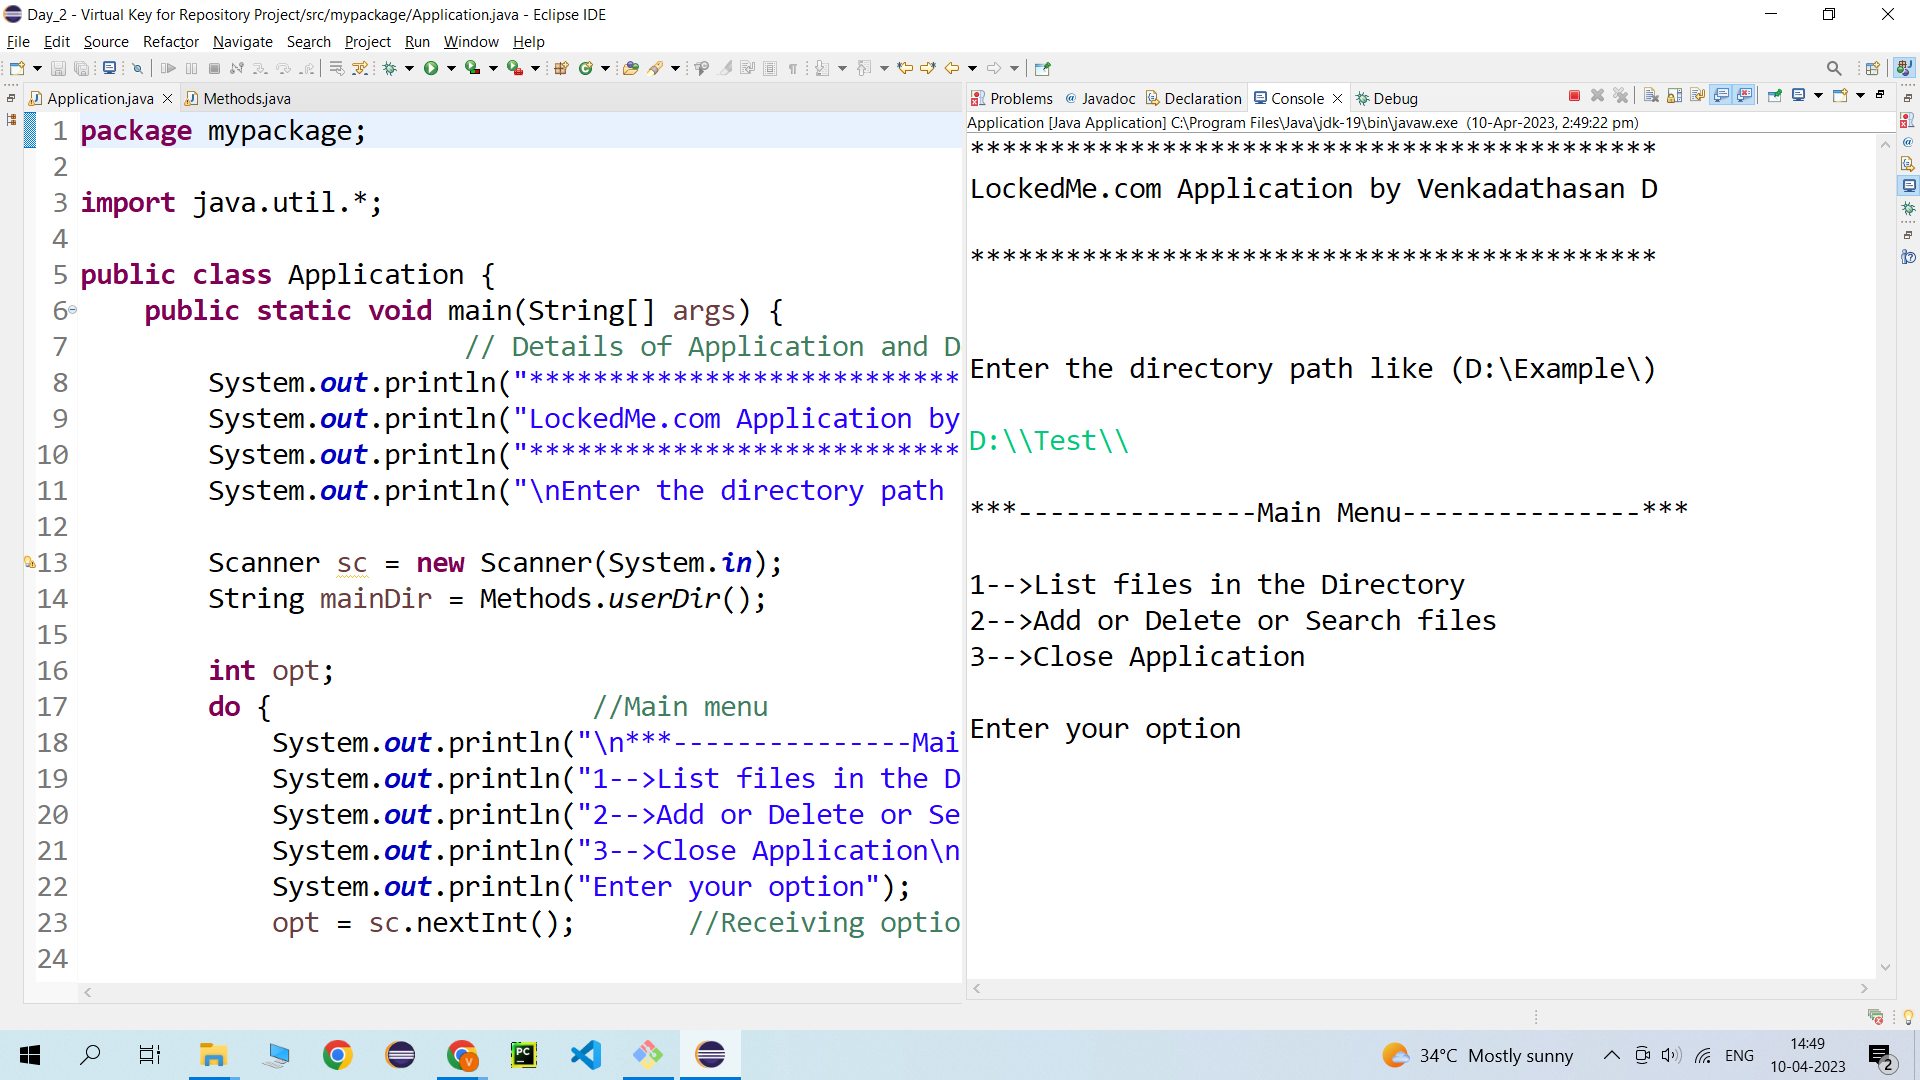 Day_2 - Virtual Key for Repository Project/src/mypackage/Application.java - Eclipse IDE
File Edit Source Refactor Navigate Search Project Run Window Help
Application.java Methods.java
1 package mypackage;
2
3 import java.util.*;
4
5 public class Application {
6 public static void main(String[] args) {
7 // Details of Application and D
8 System.out.println("***************************
9 System.out.println("LockedMe.com Application by
10 System.out.println("***************************
11 System.out.println("\nEnter the directory path
12
13 Scanner sc = new Scanner(System.in);
14 String mainDir = Methods.userDir();
15
16 int opt;
17 do { //Main menu
18 System.out.println("\n***---------------Mai
19 System.out.println("1-->List files in the D
20 System.out.println("2-->Add or Delete or Se
21 System.out.println("3-->Close Application\n
22 System.out.println("Enter your option");
23 opt = sc.nextInt(); //Receiving optio
24
Problems Javadoc Declaration Console Debug
Application [Java Application] C:\Program Files\Java\jdk-19\bin\javaw.exe (10-Apr-2023, 2:49:22 pm)
*******************************************
LockedMe.com Application by Venkadathasan D
*******************************************
Enter the directory path like (D:\Example\)
D:\\Test\\
***---------------Main Menu---------------***
1-->List files in the Directory
2-->Add or Delete or Search files
3-->Close Application
Enter your option
PC
V
34°C Mostly sunny
ENG
14:49
10-04-2023
2